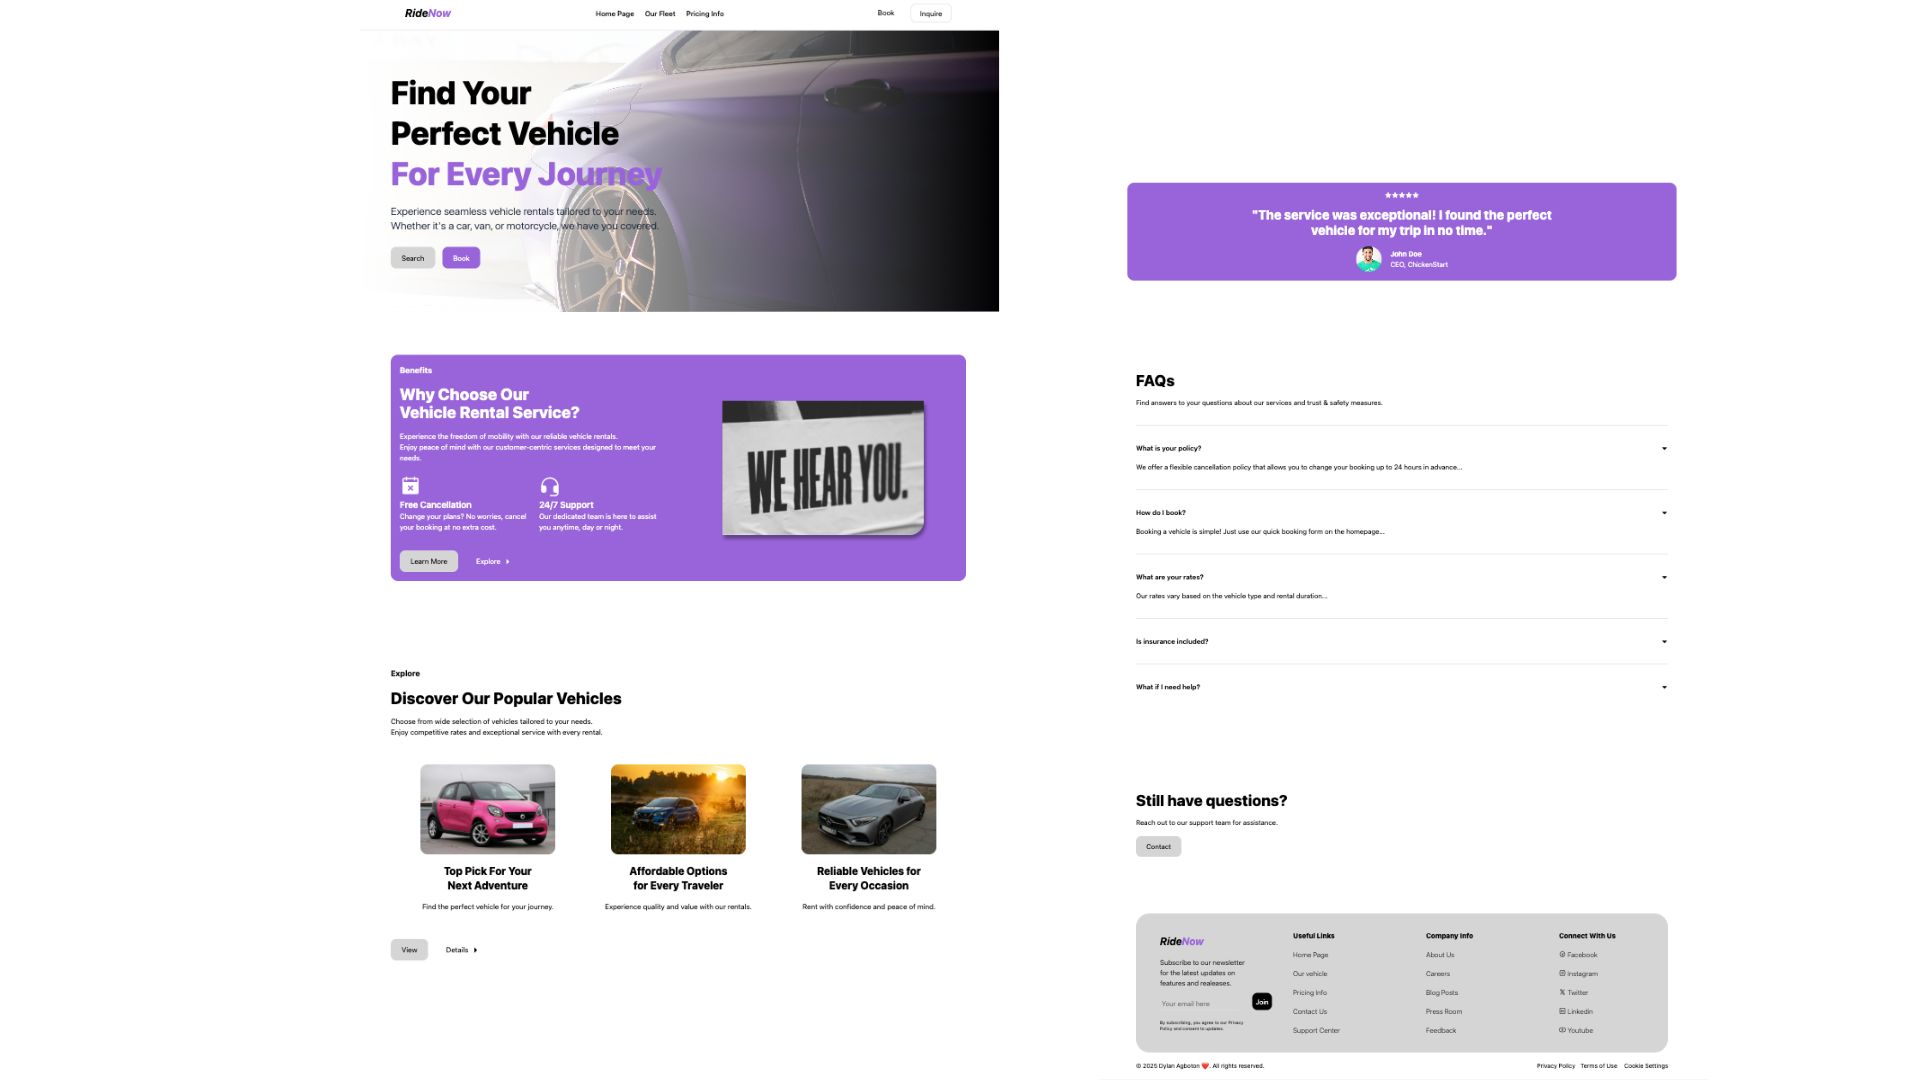 RideNow
Home Page
Our Fleet
Pricing Info
Book
Inquire
Find Your
Perfect Vehicle
For Every Journey
Experience seamless vehicle rentals tailored to your needs.
Whether it's a car, van, or motorcycle, we have you covered.
Search
Book
Benefits
Why Choose Our
Vehicle Rental Service?
Experience the freedom of mobility with our reliable vehicle rentals.
Enjoy peace of mind with our customer-centric services designed to meet your
needs.
Free Cancellation
Change your plans? No worries, cancel
your booking at no extra cost.
24/7 Support
Our dedicated team is here to assist
you anytime, day or night.
Learn More
Explore
WE HEAR YOU.
Explore
Discover Our Popular Vehicles
Choose from wide selection of vehicles tailored to your needs.
Enjoy competitive rates and exceptional service with every rental.
Top Pick For Your
Next Adventure
Find the perfect vehicle for your journey.
Affordable Options
for Every Traveler
Experience quality and value with our rentals.
Reliable Vehicles for
Every Occasion
Rent with confidence and peace of mind.
View
Details
"The service was exceptional! I found the perfect
vehicle for my trip in no time."
John Doe
CEO, ChickenStart
FAQs
Find answers to your questions about our services and trust & safety measures.
What is your policy?
We offer a flexible cancellation policy that allows you to change your booking up to 24 hours in advance...
How do I book?
Booking a vehicle is simple! Just use our quick booking form on the homepage...
What are your rates?
Our rates vary based on the vehicle type and rental duration...
Is insurance included?
What if I need help?
Still have questions?
Reach out to our support team for assistance.
Contact
RideNow
Subscribe to our newsletter
for the latest updates on
features and realeases.
Your email here
Join
By subscribing, you agree to our Privacy
Policy and consent to updates.
Useful Links
Home Page
Our vehicle
Pricing Info
Contact Us
Support Center
Company Info
About Us
Careers
Blog Posts
Press Room
Feedback
Connect With Us
Facebook
Instagram
Twitter
Linkedin
Youtube
© 2025 Dylan Agboton ❤️. All rights reserved.
Privacy Policy
Terms of Use
Cookie Settings